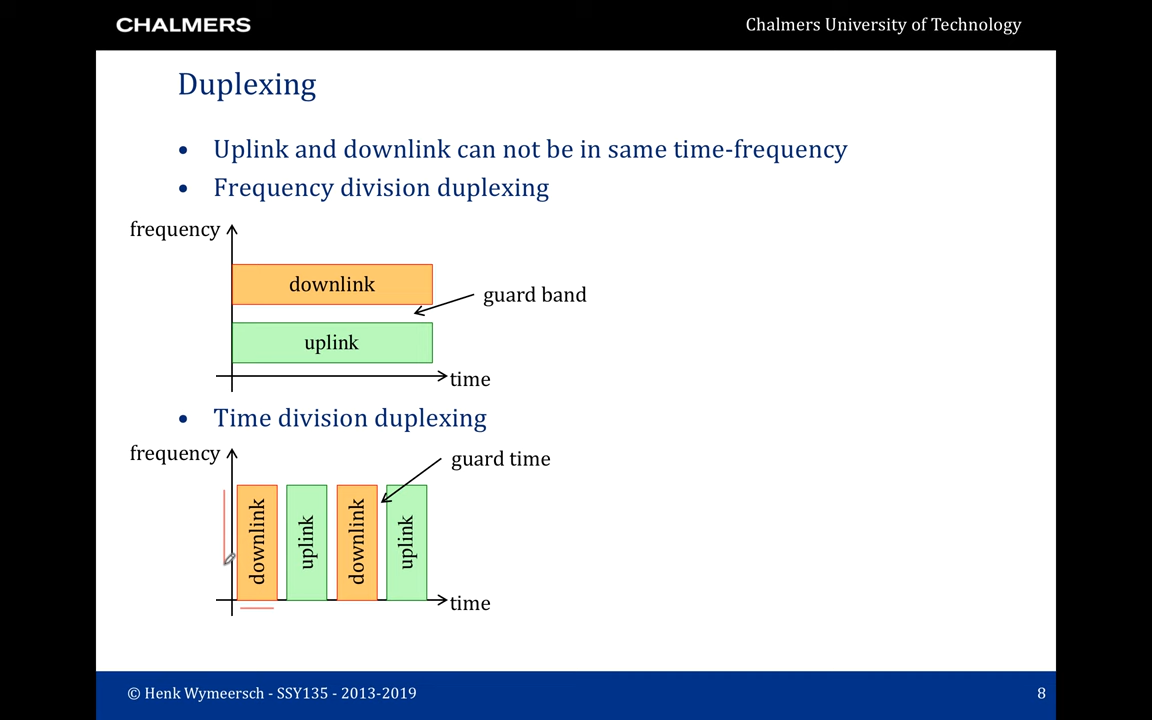 CHALMERS
Chalmers University of Technology
Duplexing
• Uplink and downlink can not be in same time-frequency
• Frequency division duplexing
frequency
downlink
guard band
uplink
time
• Time division duplexing
frequency
guard time
downlink
uplink
downlink
uplink
time
© Henk Wymeersch - SSY135 - 2013-2019
8